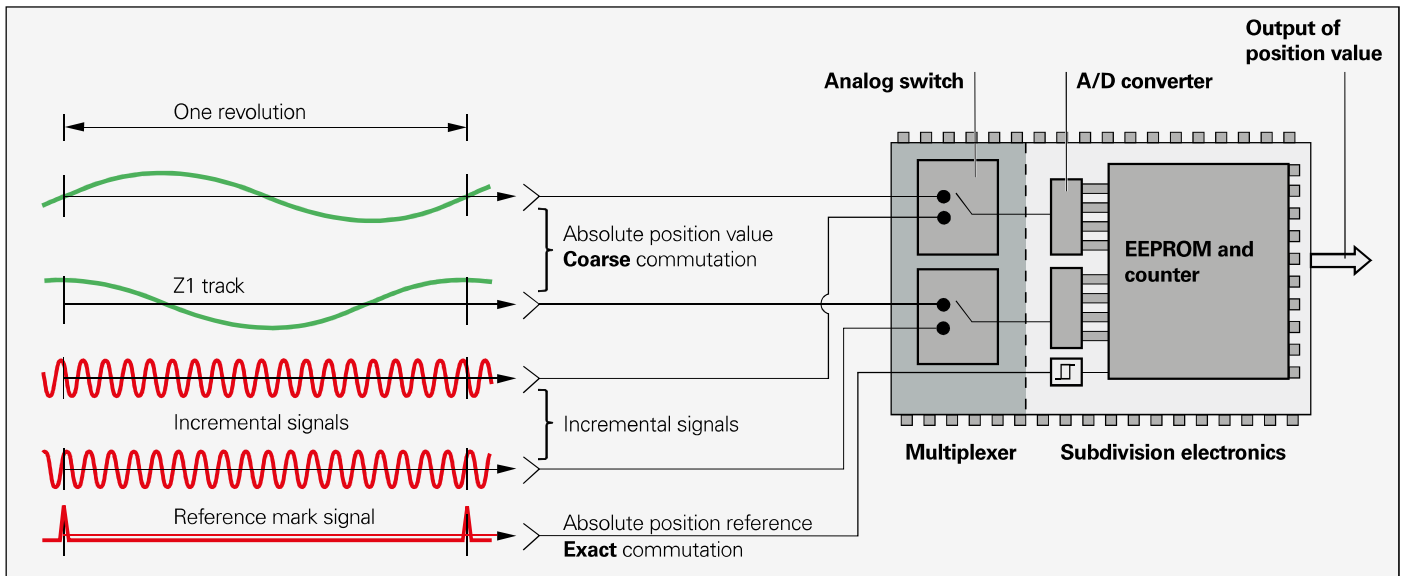 Output of
position value
Analog switch
A/D converter
One revolution
Absolute position value
Coarse commutation
Z1 track
EEPROM and
counter
Incremental signals
Incremental signals
Multiplexer
Subdivision electronics
Reference mark signal
Absolute position reference
Exact commutation